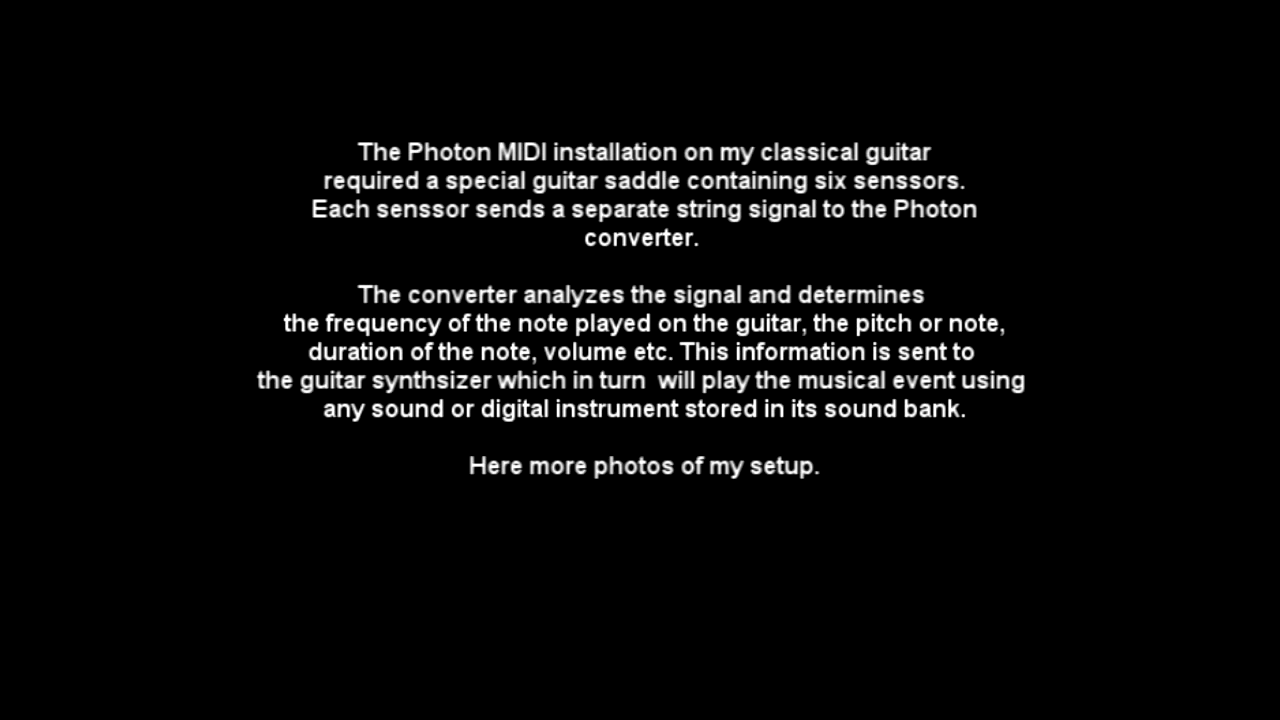 The Photon MIDI installation on my classical guitar
required a special guitar saddle containing six senssors.
Each senssor sends a separate string signal to the Photon
converter.
The converter analyzes the signal and determines
the frequency of the note played on the guitar, the pitch or note,
duration of the note, volume etc. This information is sent to
the guitar synthsizer which in turn  will play the musical event using
any sound or digital instrument stored in its sound bank.
Here more photos of my setup.